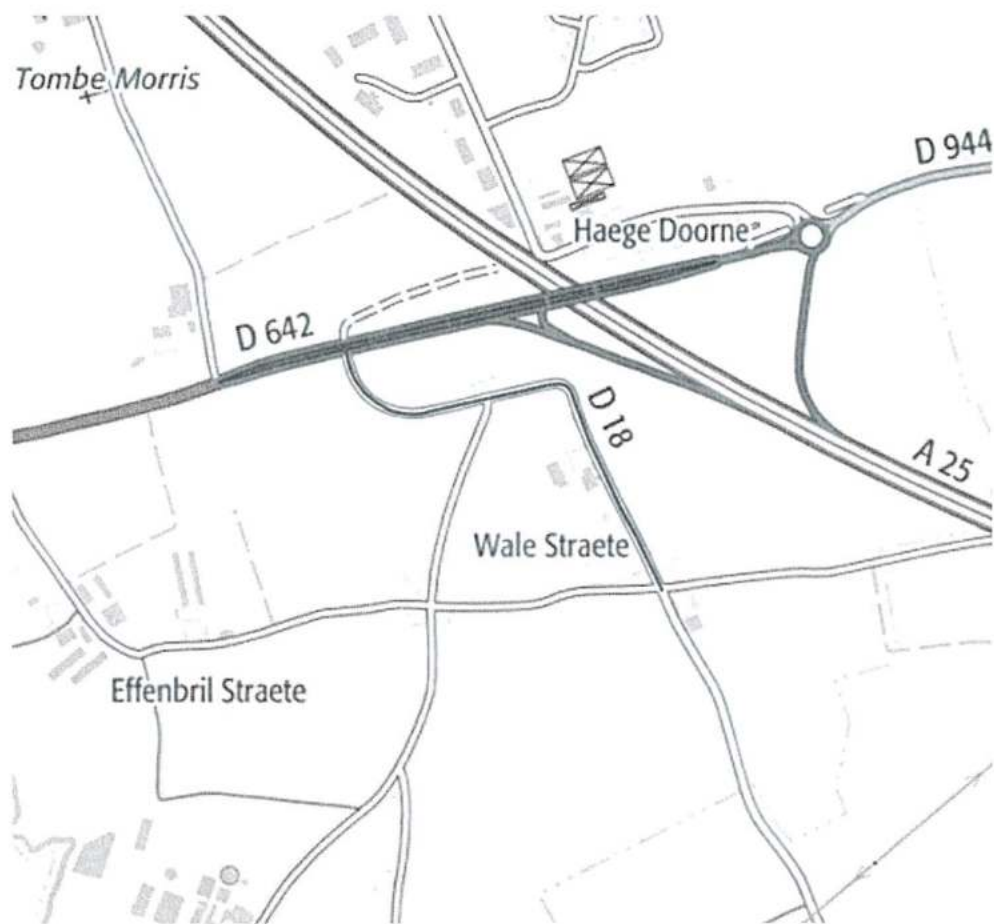 Tombe Morris
D 944
Haege Doorne
D 642
D 18
A 25
Wale Straete
Effenbril Straete